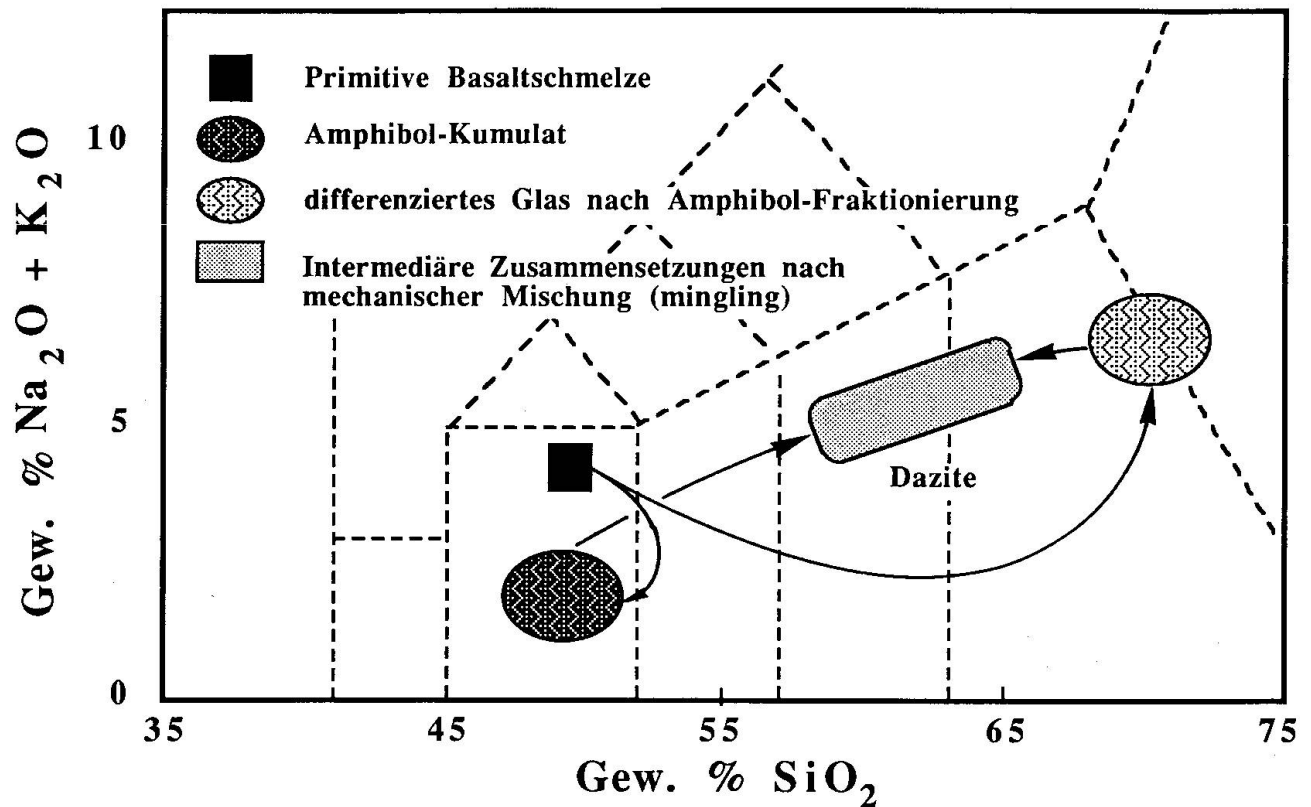 Primitive Basaltschmelze
Amphibol-Kumulat
differenziertes Glas nach Amphibol-Fraktionierung
Intermediäre Zusammensetzungen nach
mechanischer Mischung (mingling)
Dazite
Gew. % Na2O + K2O
10
5
0
35 45 55 65 75
Gew. % SiO2